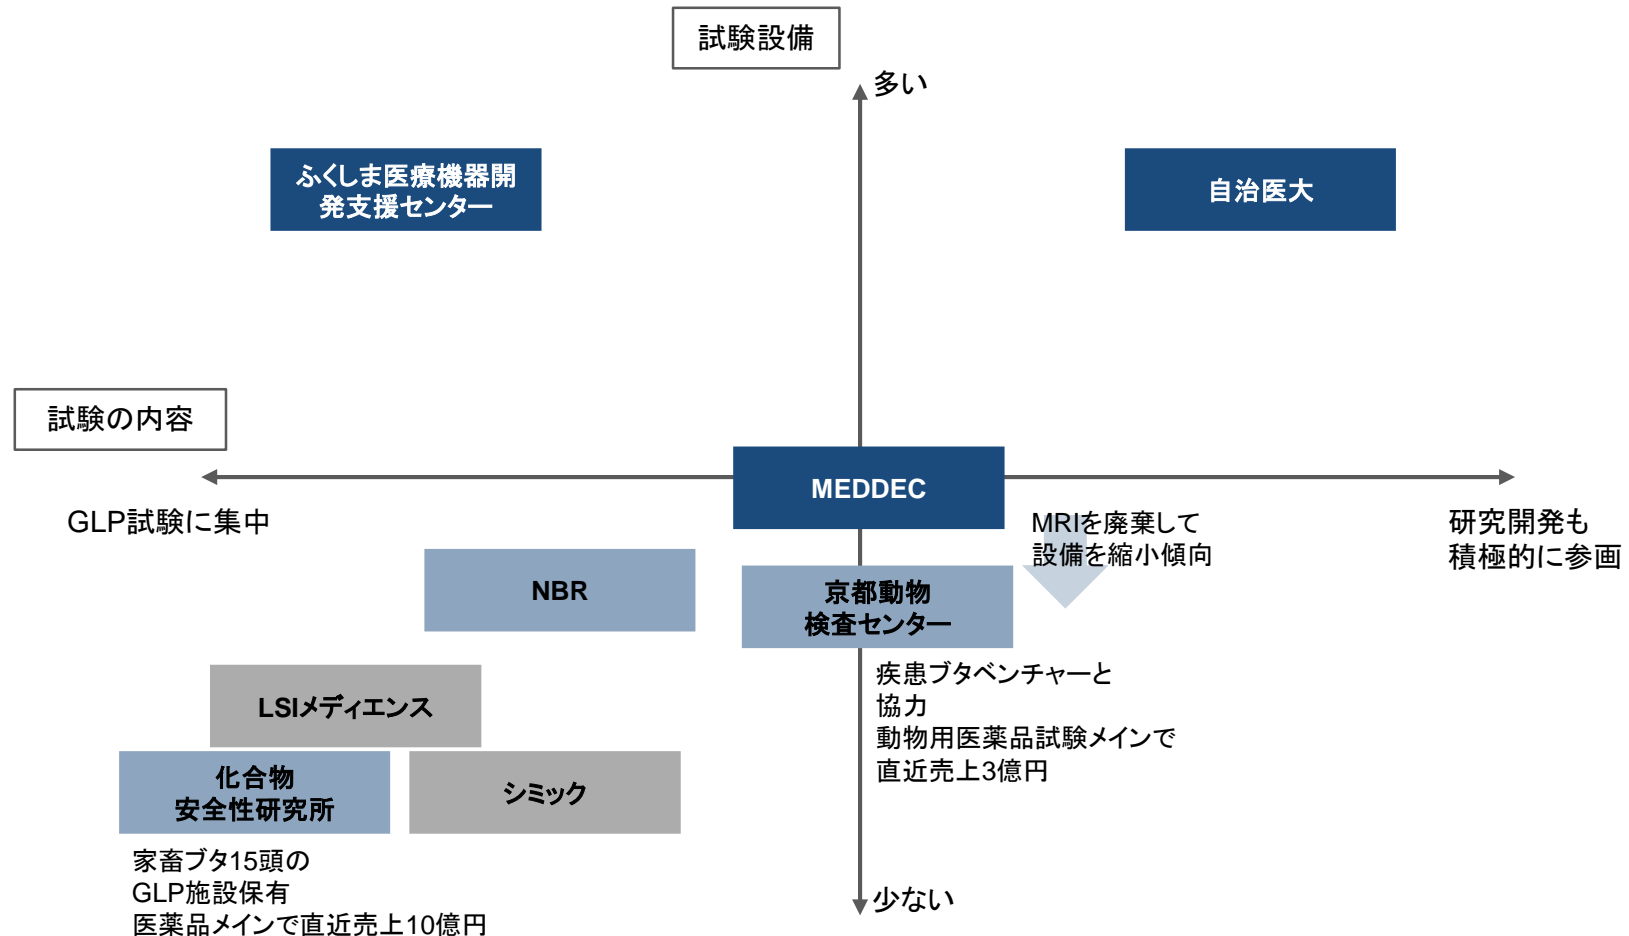 試験設備
多い
ふくしま医療機器開
発支援センター
自治医大
試験の内容
MEDDEC
GLP試験に集中
MRIを廃棄して
設備を縮小傾向
研究開発も
積極的に参画
NBR
京都動物
検査センター
疾患ブタベンチャーと
協力
動物用医薬品試験メインで
直近売上3億円
LSIメディエンス
化合物
安全性研究所
シミック
家畜ブタ15頭の
GLP施設保有
医薬品メインで直近売上10億円
少ない